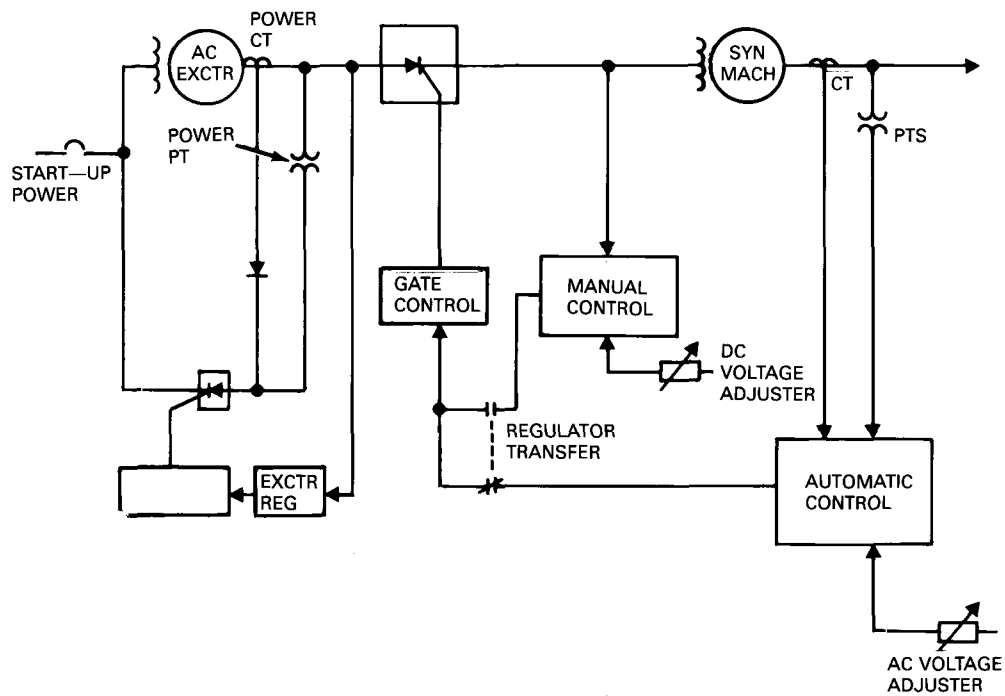 POWER
CT
AC
EXCTR
SYN
MACH
CT
POWER
PT
PTS
START—UP
POWER
GATE
CONTROL
MANUAL
CONTROL
DC
VOLTAGE
ADJUSTER
REGULATOR
TRANSFER
EXCTR
REG
AUTOMATIC
CONTROL
AC VOLTAGE
ADJUSTER